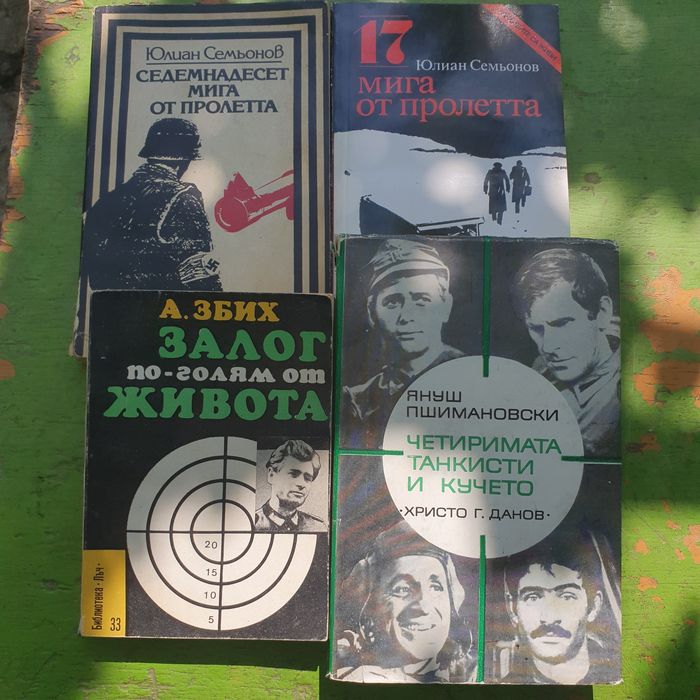 Юлиан Семьонов
СЕДЕМНАДЕСЕТ
МИГА
ОТ ПРОЛЕТТА
17
Юлиан Семьонов
мига
от пролетта
А. ЗБИХ
ЗАЛОГ
по-голям от
ЖИВОТА
20
15
10
5
Библиотека · Лъч ·
33
ЯНУШ
ПШИМАНОВСКИ
ЧЕТИРИМАТА
ТАНКИСТИ
И КУЧЕТО
· ХРИСТО Г. ДАНОВ ·